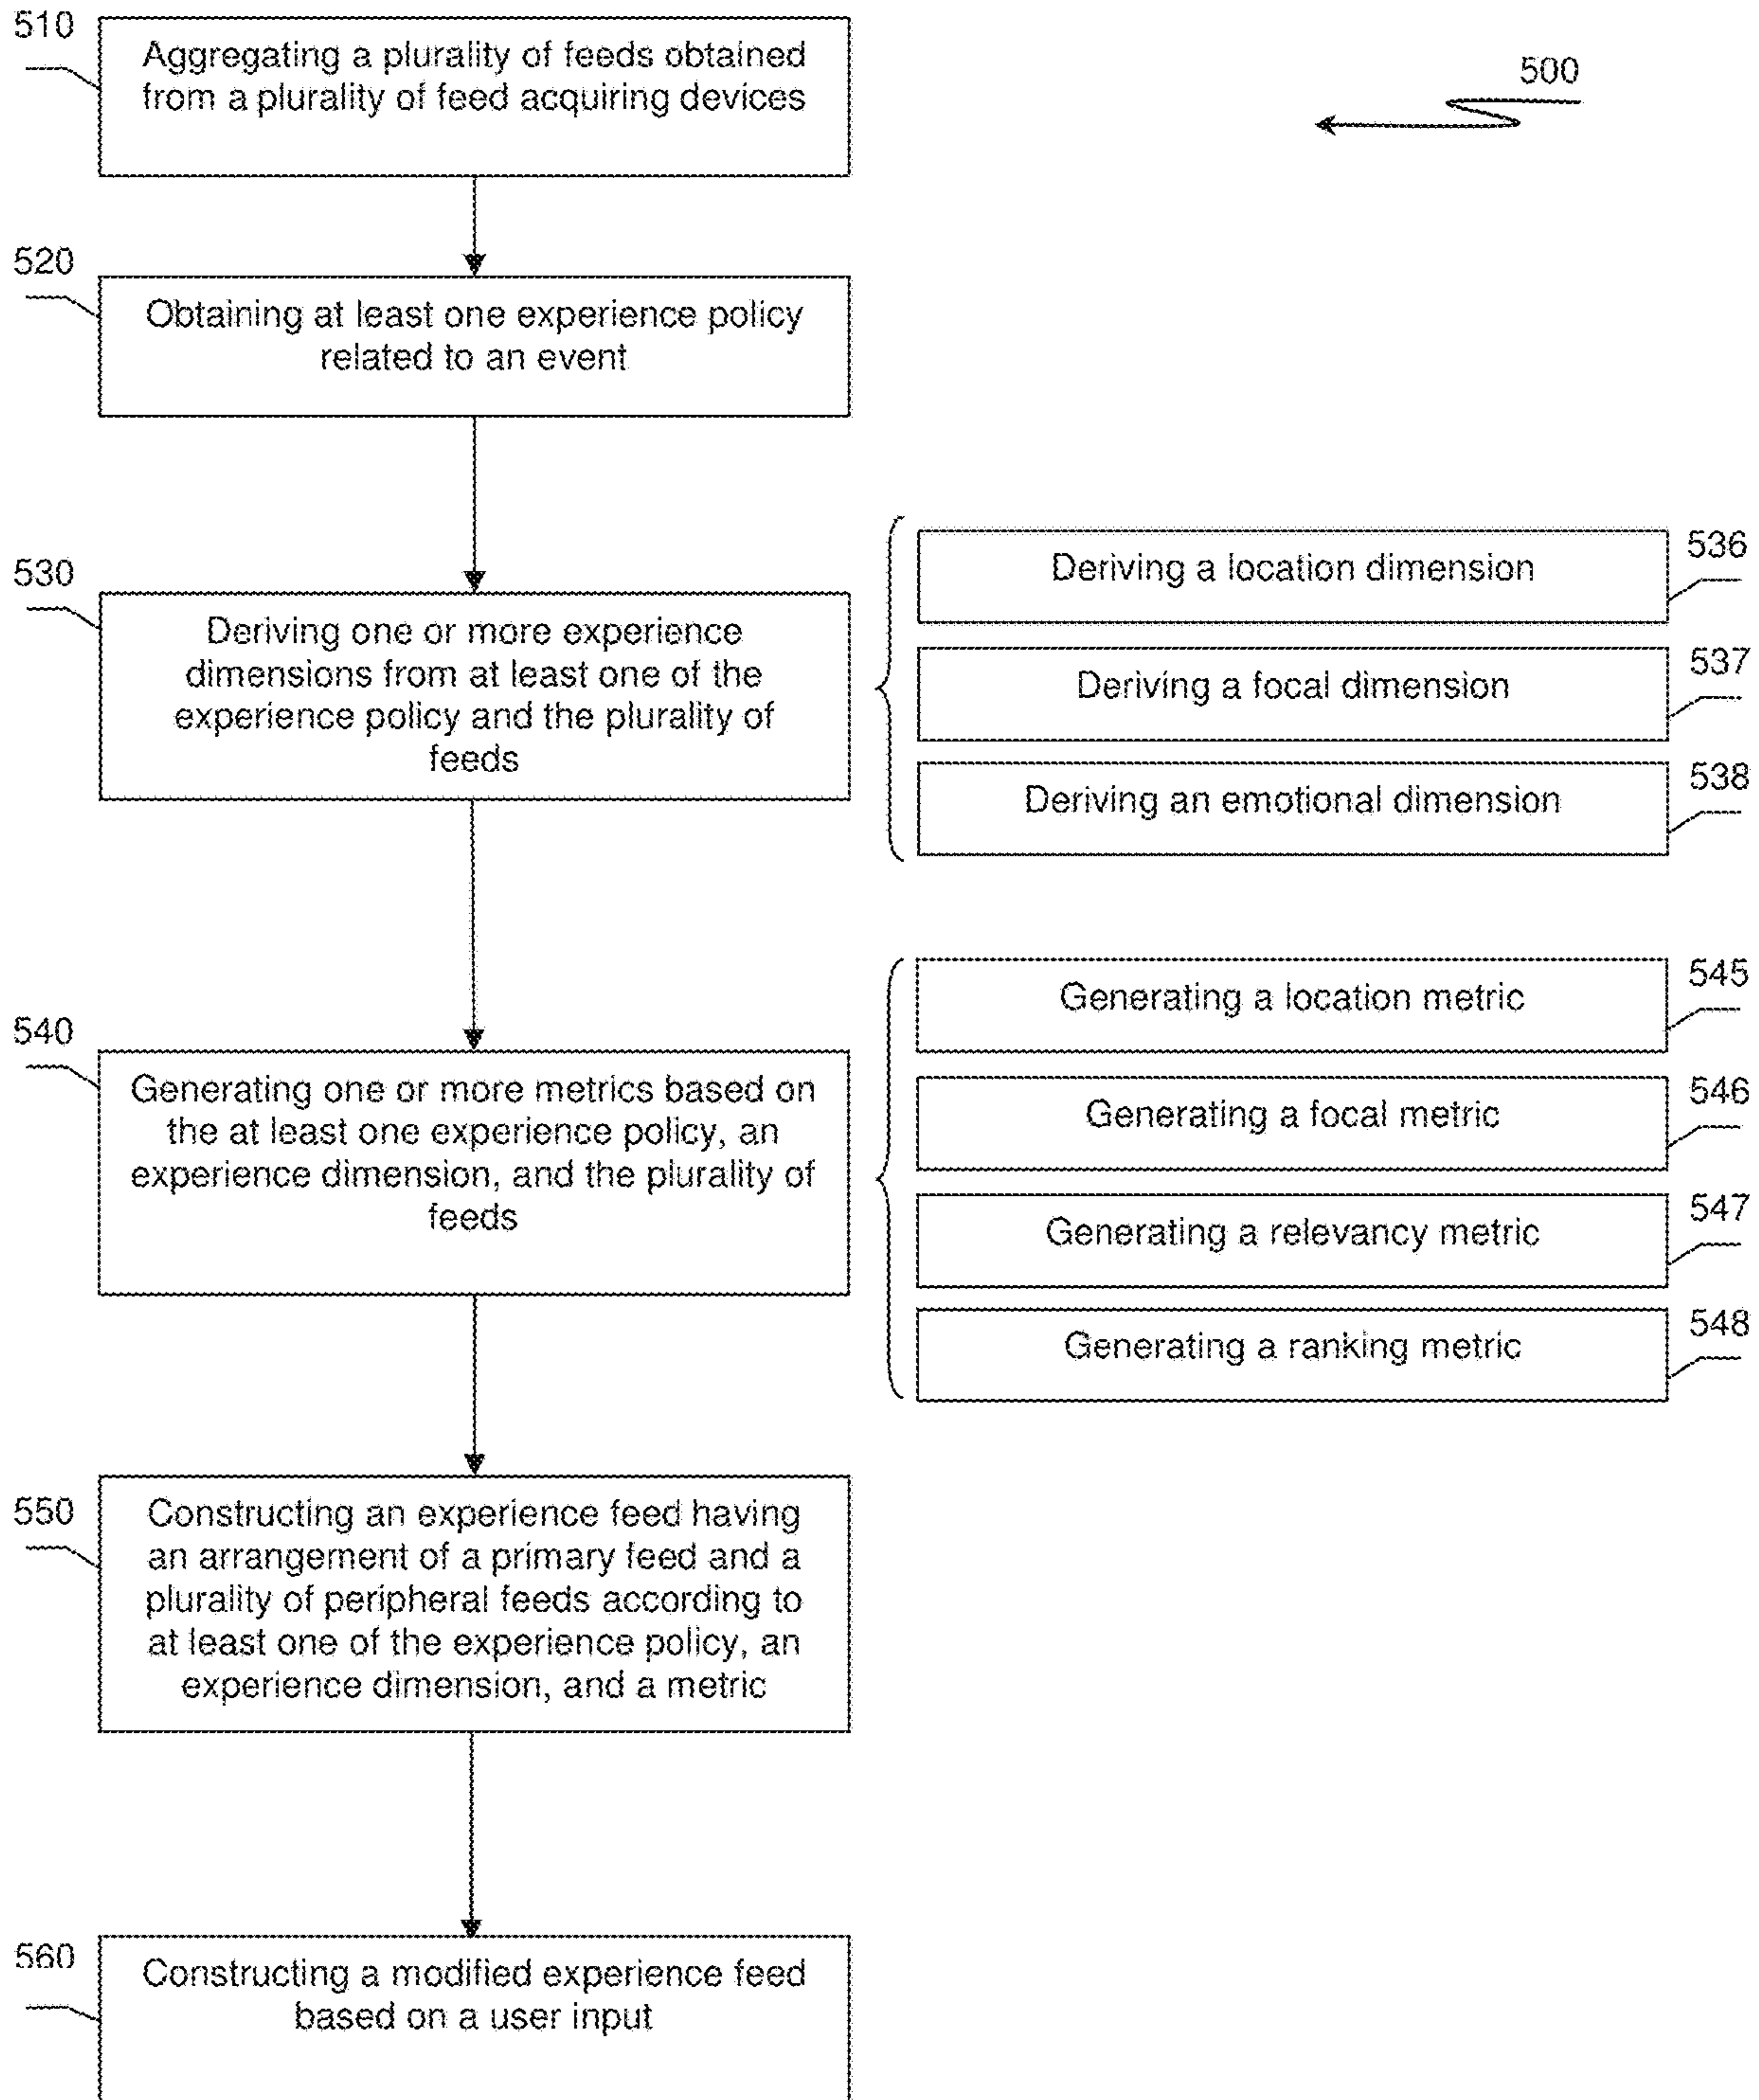 510
Aggregating a plurality of feeds obtained
from a plurality of feed acquiring devices
500
520
Obtaining at least one experience policy
related to an event
530
Deriving one or more experience
dimensions from at least one of the
experience policy and the plurality of
feeds
Deriving a location dimension
536
Deriving a focal dimension
537
Deriving an emotional dimension
538
540
Generating one or more metrics based on
the at least one experience policy, an
experience dimension, and the plurality of
feeds
Generating a location metric
545
Generating a focal metric
546
Generating a relevancy metric
547
Generating a ranking metric
548
550
Constructing an experience feed having
an arrangement of a primary feed and a
plurality of peripheral feeds according to
at least one of the experience policy, an
experience dimension, and a metric
560
Constructing a modified experience feed
based on a user input